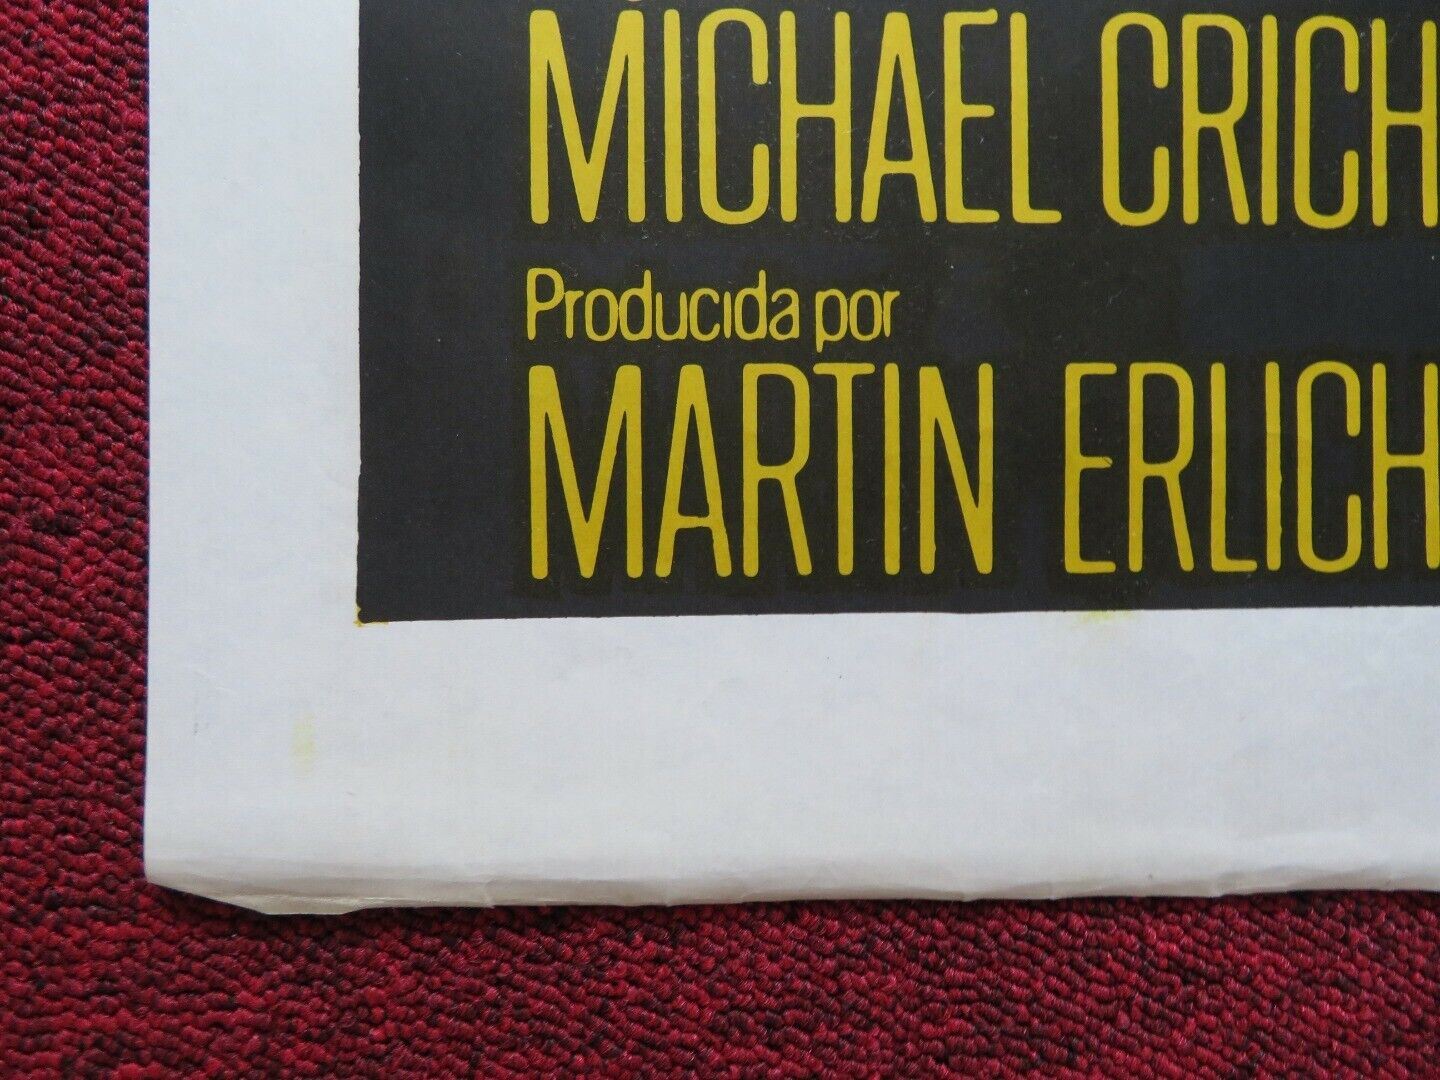 MICHAEL CRICH
Producida por
MARTIN ERLICH